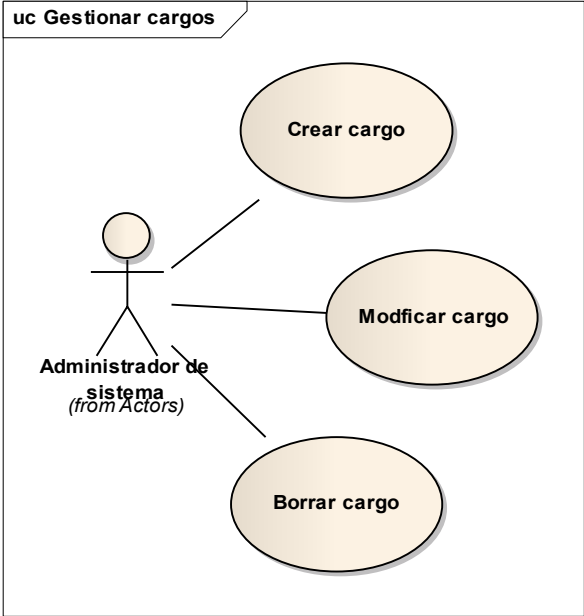 uc Gestionar cargos
Crear cargo
Modficar cargo
Administrador de
sistema
(from Actors)
Borrar cargo